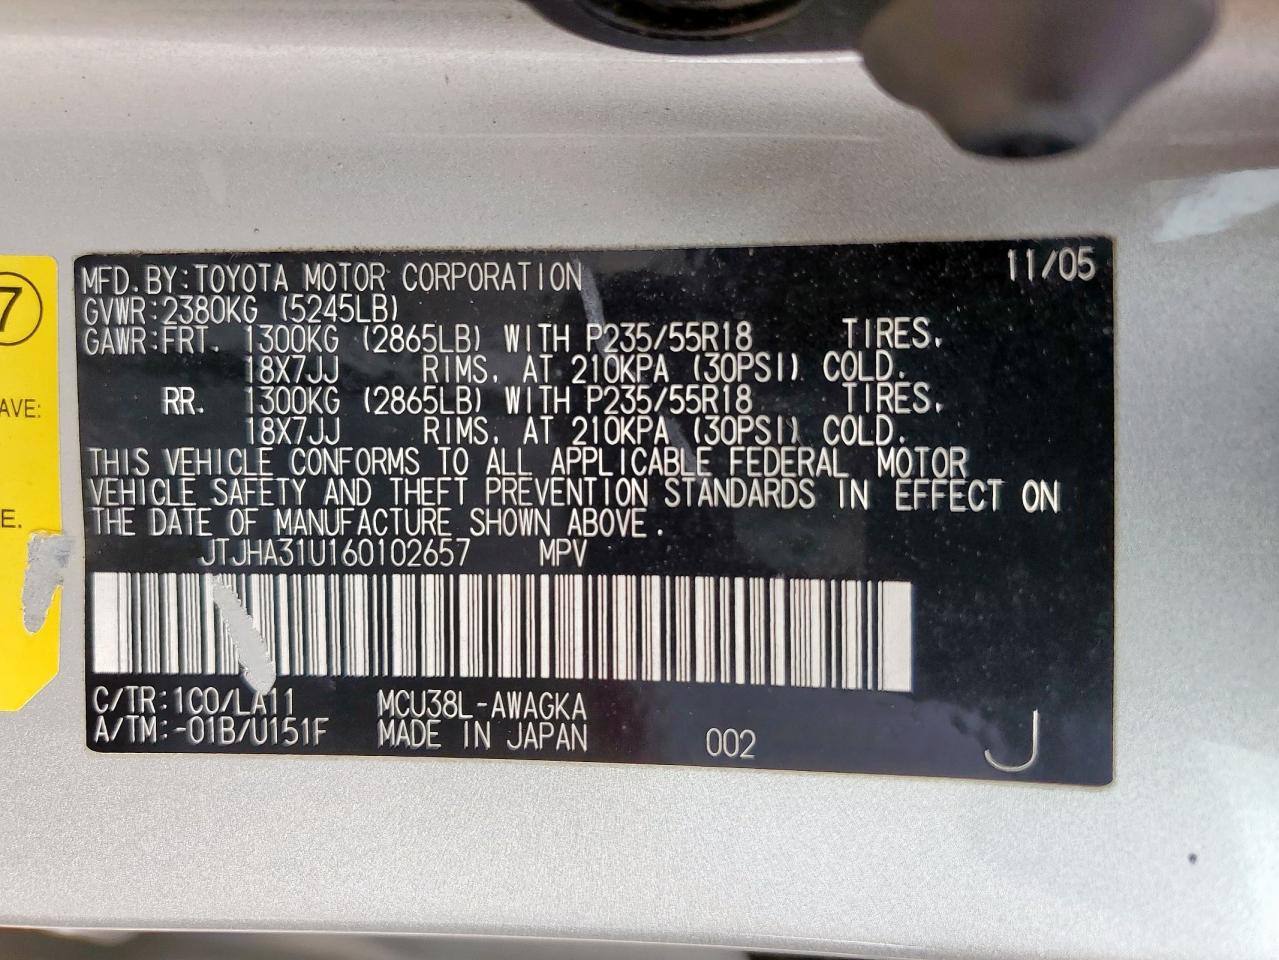 7
AVE:
E.
MFD.BY:TOYOTA MOTOR CORPORATION 11/05
GVWR:2380KG (5245LB)
GAWR:FRT. 1300KG (2865LB) WITH P235/55R18 TIRES.
18X7JJ RIMS, AT 210KPA (30PSI) COLD.
RR. 1300KG (2865LB) WITH P235/55R18 TIRES.
18X7JJ RIMS, AT 210KPA (30PSI) COLD.
THIS VEHICLE CONFORMS TO ALL APPLICABLE FEDERAL MOTOR
VEHICLE SAFETY AND THEFT PREVENTION STANDARDS IN EFFECT ON
THE DATE OF MANUFACTURE SHOWN ABOVE.
JTJHA31U160102657 MPV
C/TR:1C0/LA11 MCU38L-AWAGKA
A/TM:-01B/U151F MADE IN JAPAN 002 J